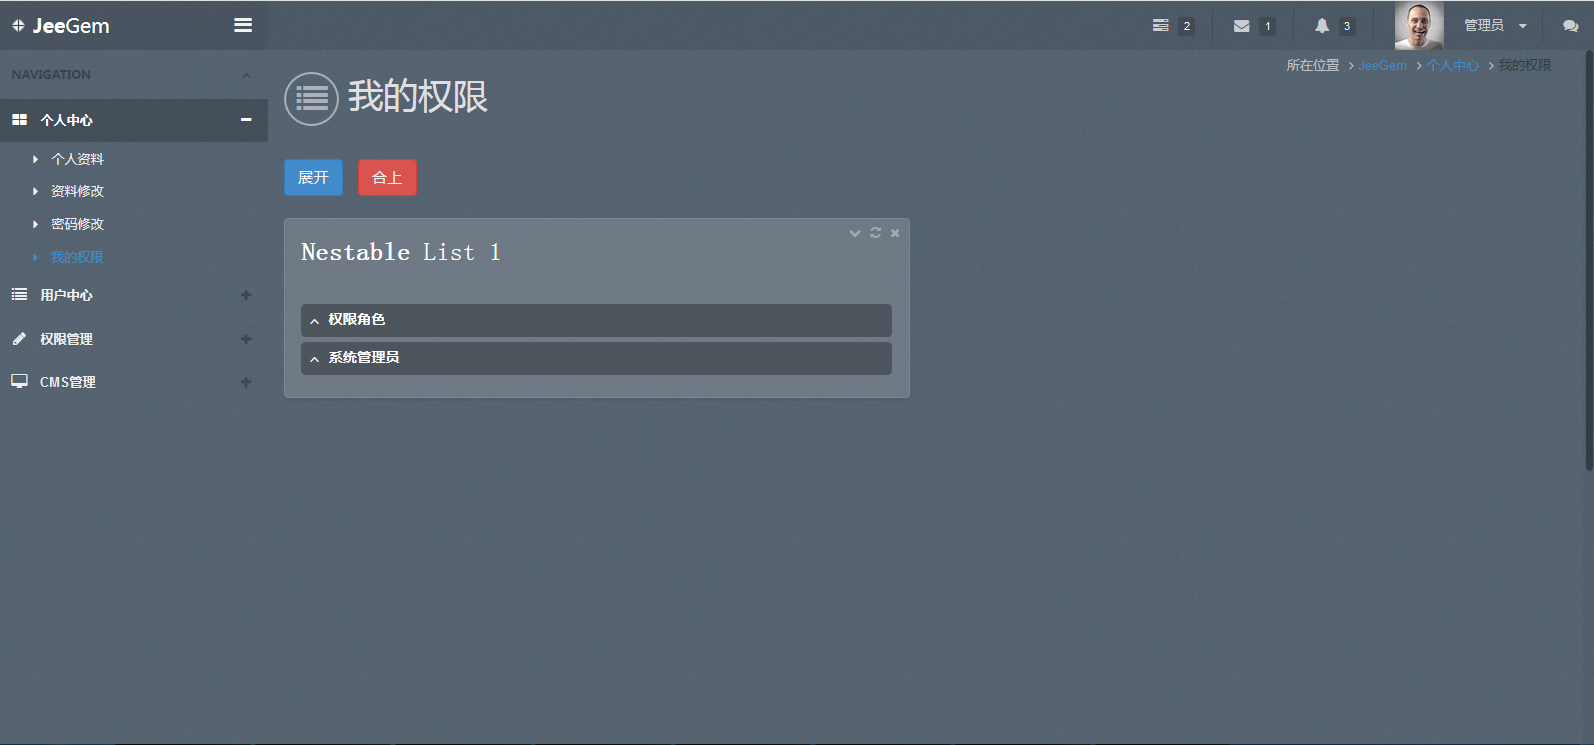 JeeGem
2
1
3
管理员
NAVIGATION
所在位置 JeeGem 个人中心 我的权限
我的权限
个人中心
个人资料
资料修改
密码修改
我的权限
用户中心
权限管理
CMS管理
展开 合上
Nestable List 1
权限角色
系统管理员